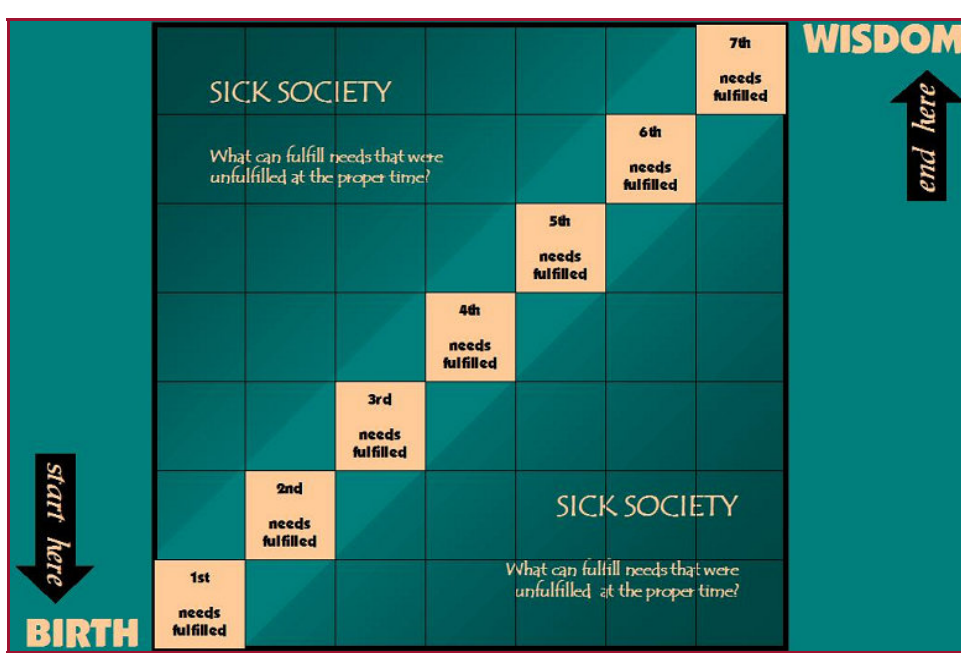 WISDOM
end here
7th
needs
fulfilled
SICK SOCIETY
What can fulfill needs that were
unfulfilled at the proper time?
6th
needs
fulfilled
5th
needs
fulfilled
4th
needs
fulfilled
3rd
needs
fulfilled
2nd
needs
fulfilled
SICK SOCIETY
What can fulfill needs that were
unfulfilled at the proper time?
start here
1st
needs
fulfilled
BIRTH